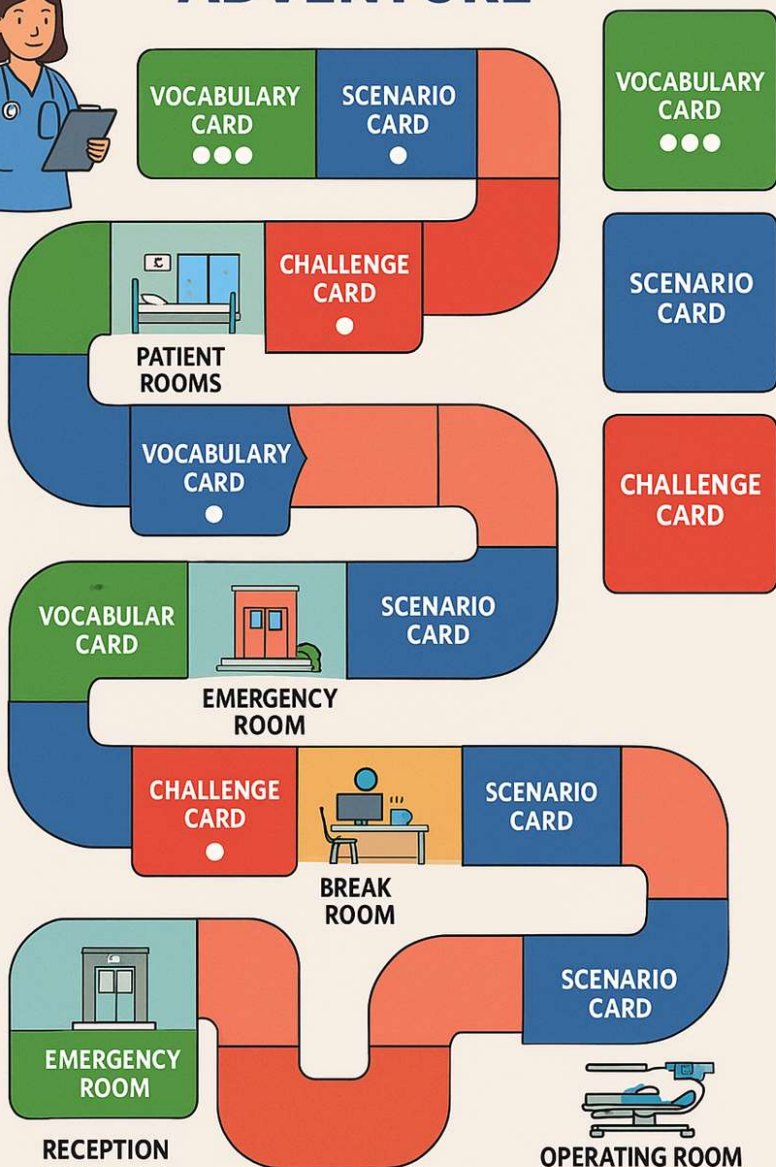 ADVENTURE
VOCABULARY
CARD
SCENARIO
CARD
VOCABULARY
CARD
CHALLENGE
CARD
PATIENT
ROOMS
SCENARIO
CARD
VOCABULARY
CARD
CHALLENGE
CARD
VOCABULAR
CARD
SCENARIO
CARD
EMERGENCY
ROOM
CHALLENGE
CARD
SCENARIO
CARD
BREAK
ROOM
SCENARIO
CARD
EMERGENCY
ROOM
RECEPTION
OPERATING ROOM